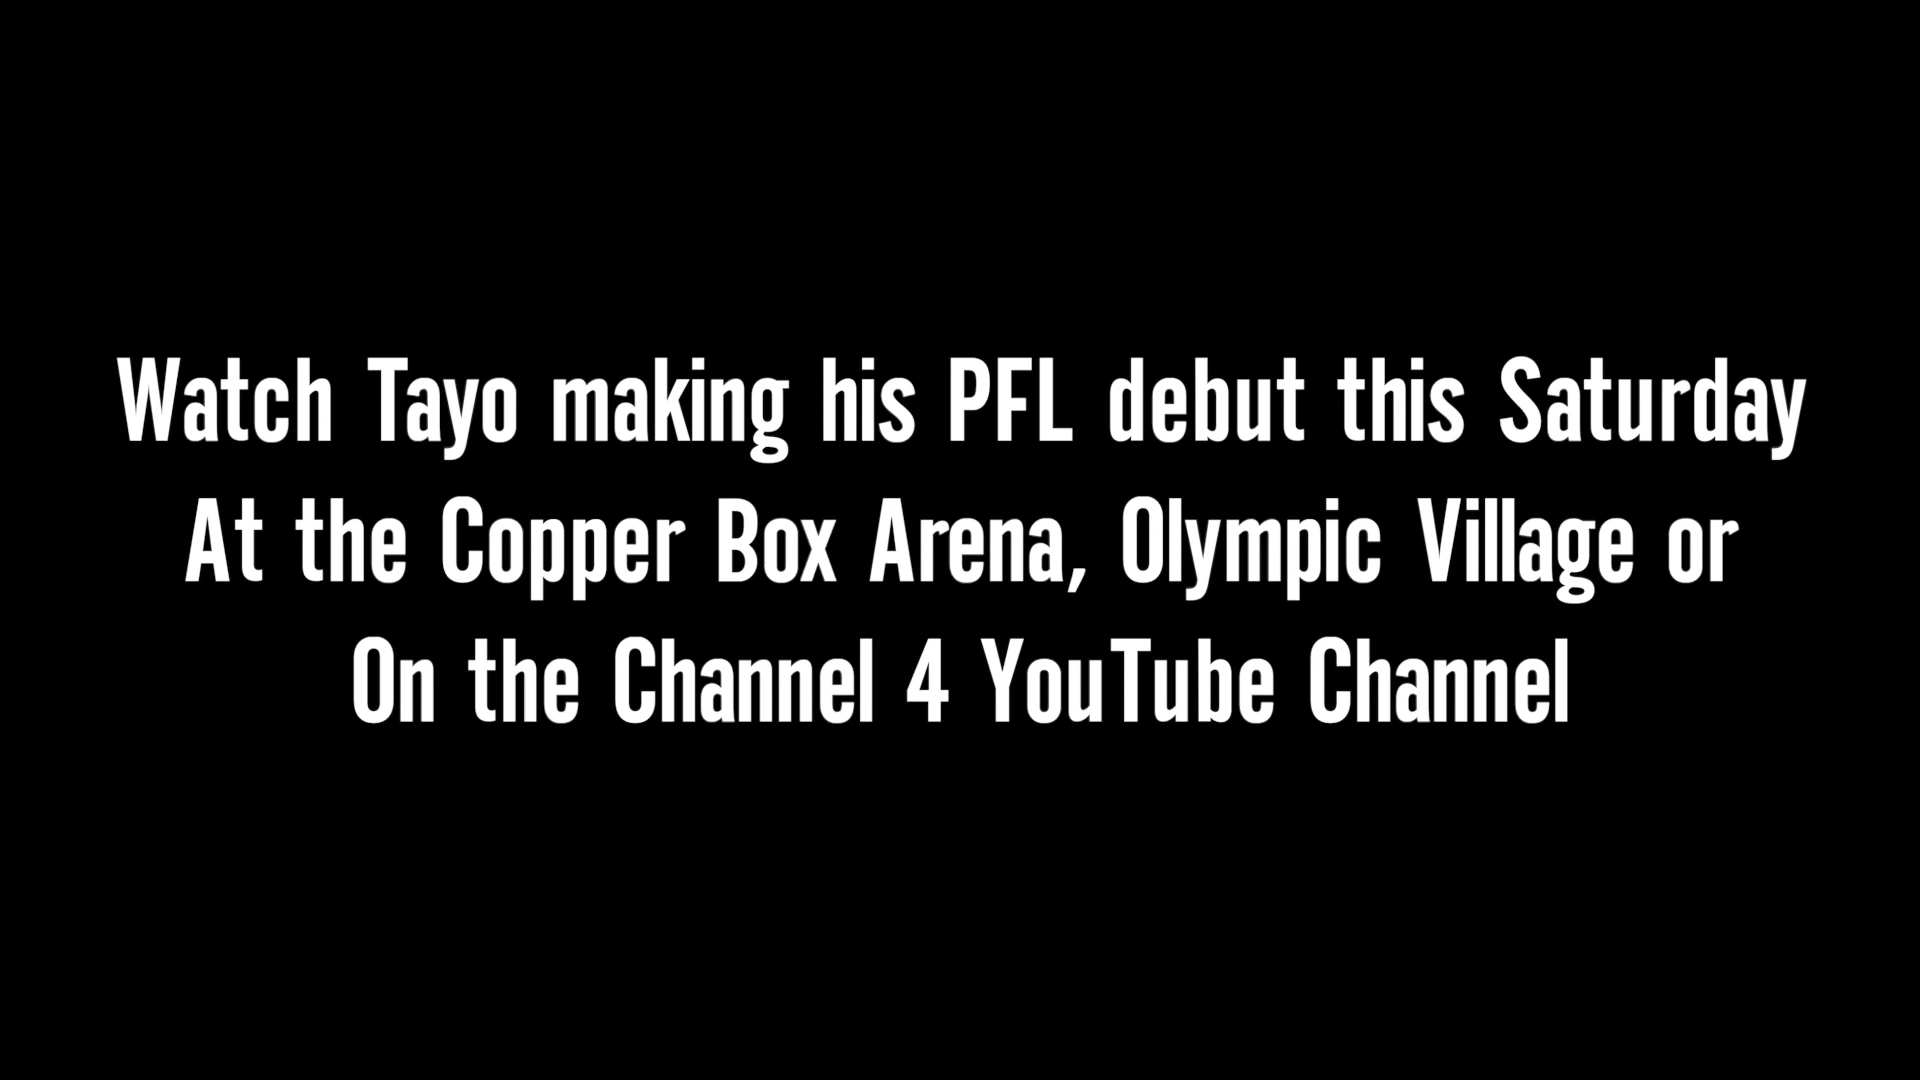 Watch Tayo making his PFL debut this Saturday
At the Copper Box Arena, Olympic Village or
On the Channel 4 YouTube Channel